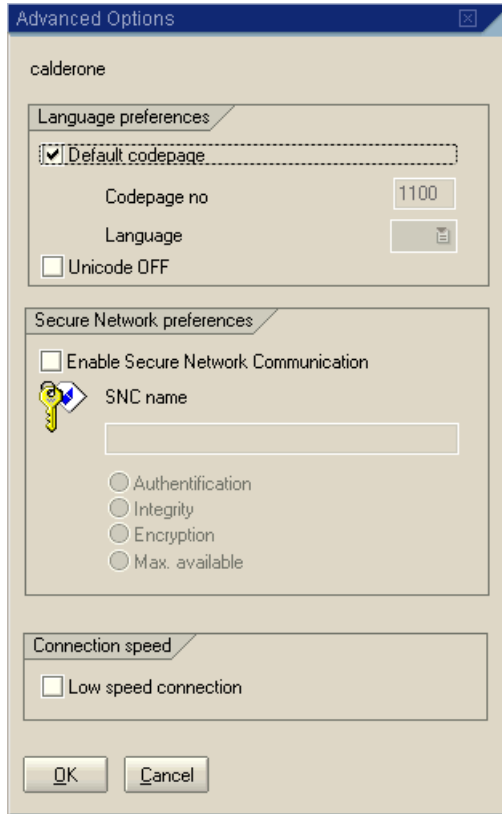 Advanced Options
calderone
Language preferences
Default codepage
Codepage no 1100
Language
Unicode OFF
Secure Network preferences
Enable Secure Network Communication
SNC name
Authentification
Integrity
Encryption
Max. available
Connection speed
Low speed connection
OK Cancel